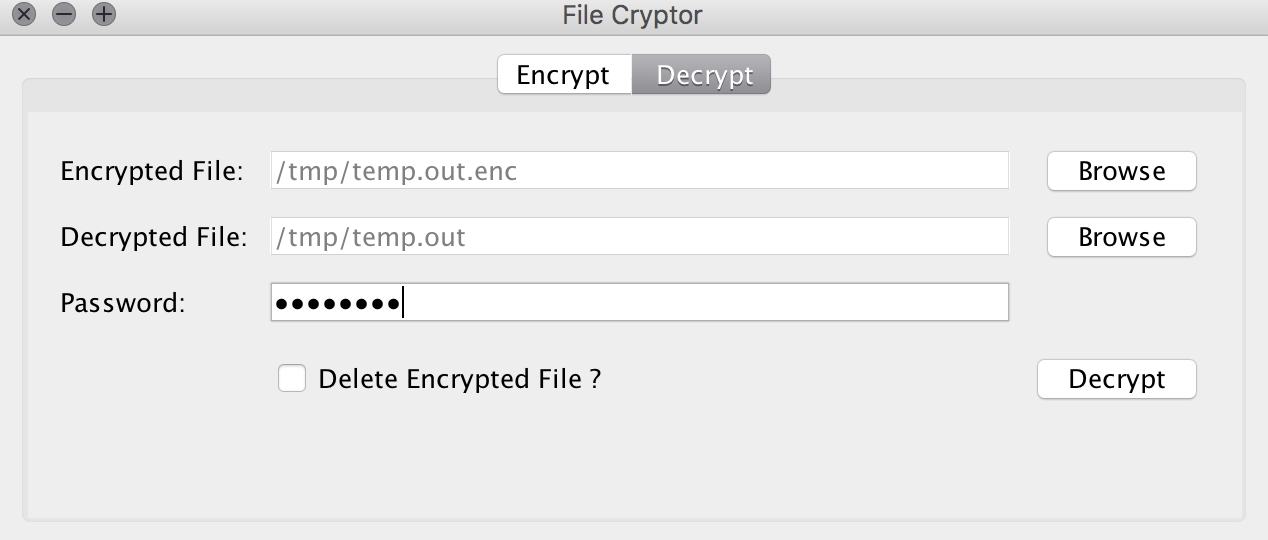 File Cryptor
Encrypt Decrypt
Encrypted File: /tmp/temp.out.enc Browse
Decrypted File: /tmp/temp.out Browse
Password: ●●●●●●●●
Delete Encrypted File ? Decrypt